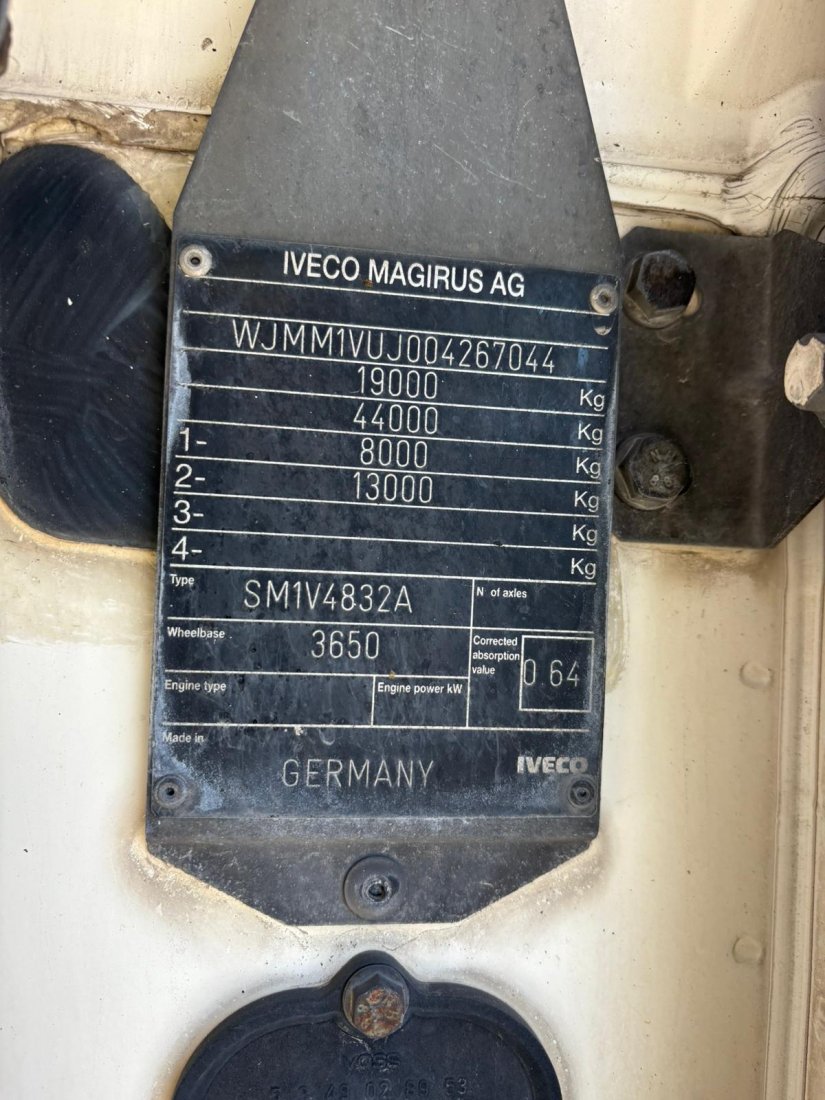 IVECO MAGIRUS AG
WJMM1VUJ004267044
19000 Kg
44000 Kg
1- 8000 Kg
2- 13000 Kg
3- Kg
4- Kg
Type SM1V4832A N° of axles
Wheelbase 3650 Corrected absorption value 0.64
Engine type Engine power kW
Made in GERMANY IVECO
VOSS